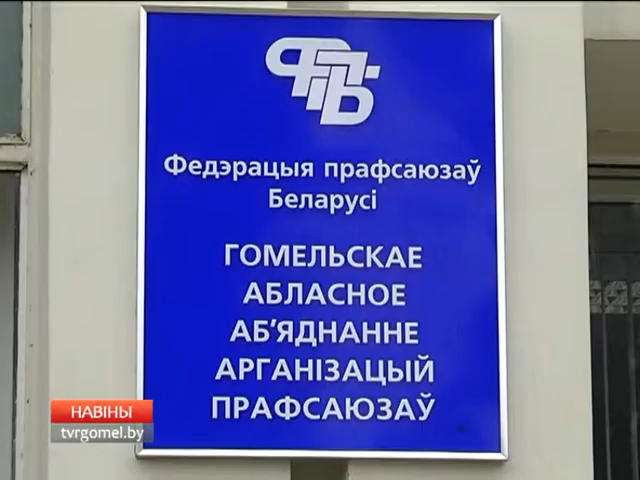 ФПБ
Федэрацыя прафсаюзаў
Беларусі
ГОМЕЛЬСКАЕ
АБЛАСНОЕ
АБ’ЯДНАННЕ
АРГАНІЗАЦЫЙ
ПРАФСАЮЗАЎ
НАВІНЫ
tvrgomel.by